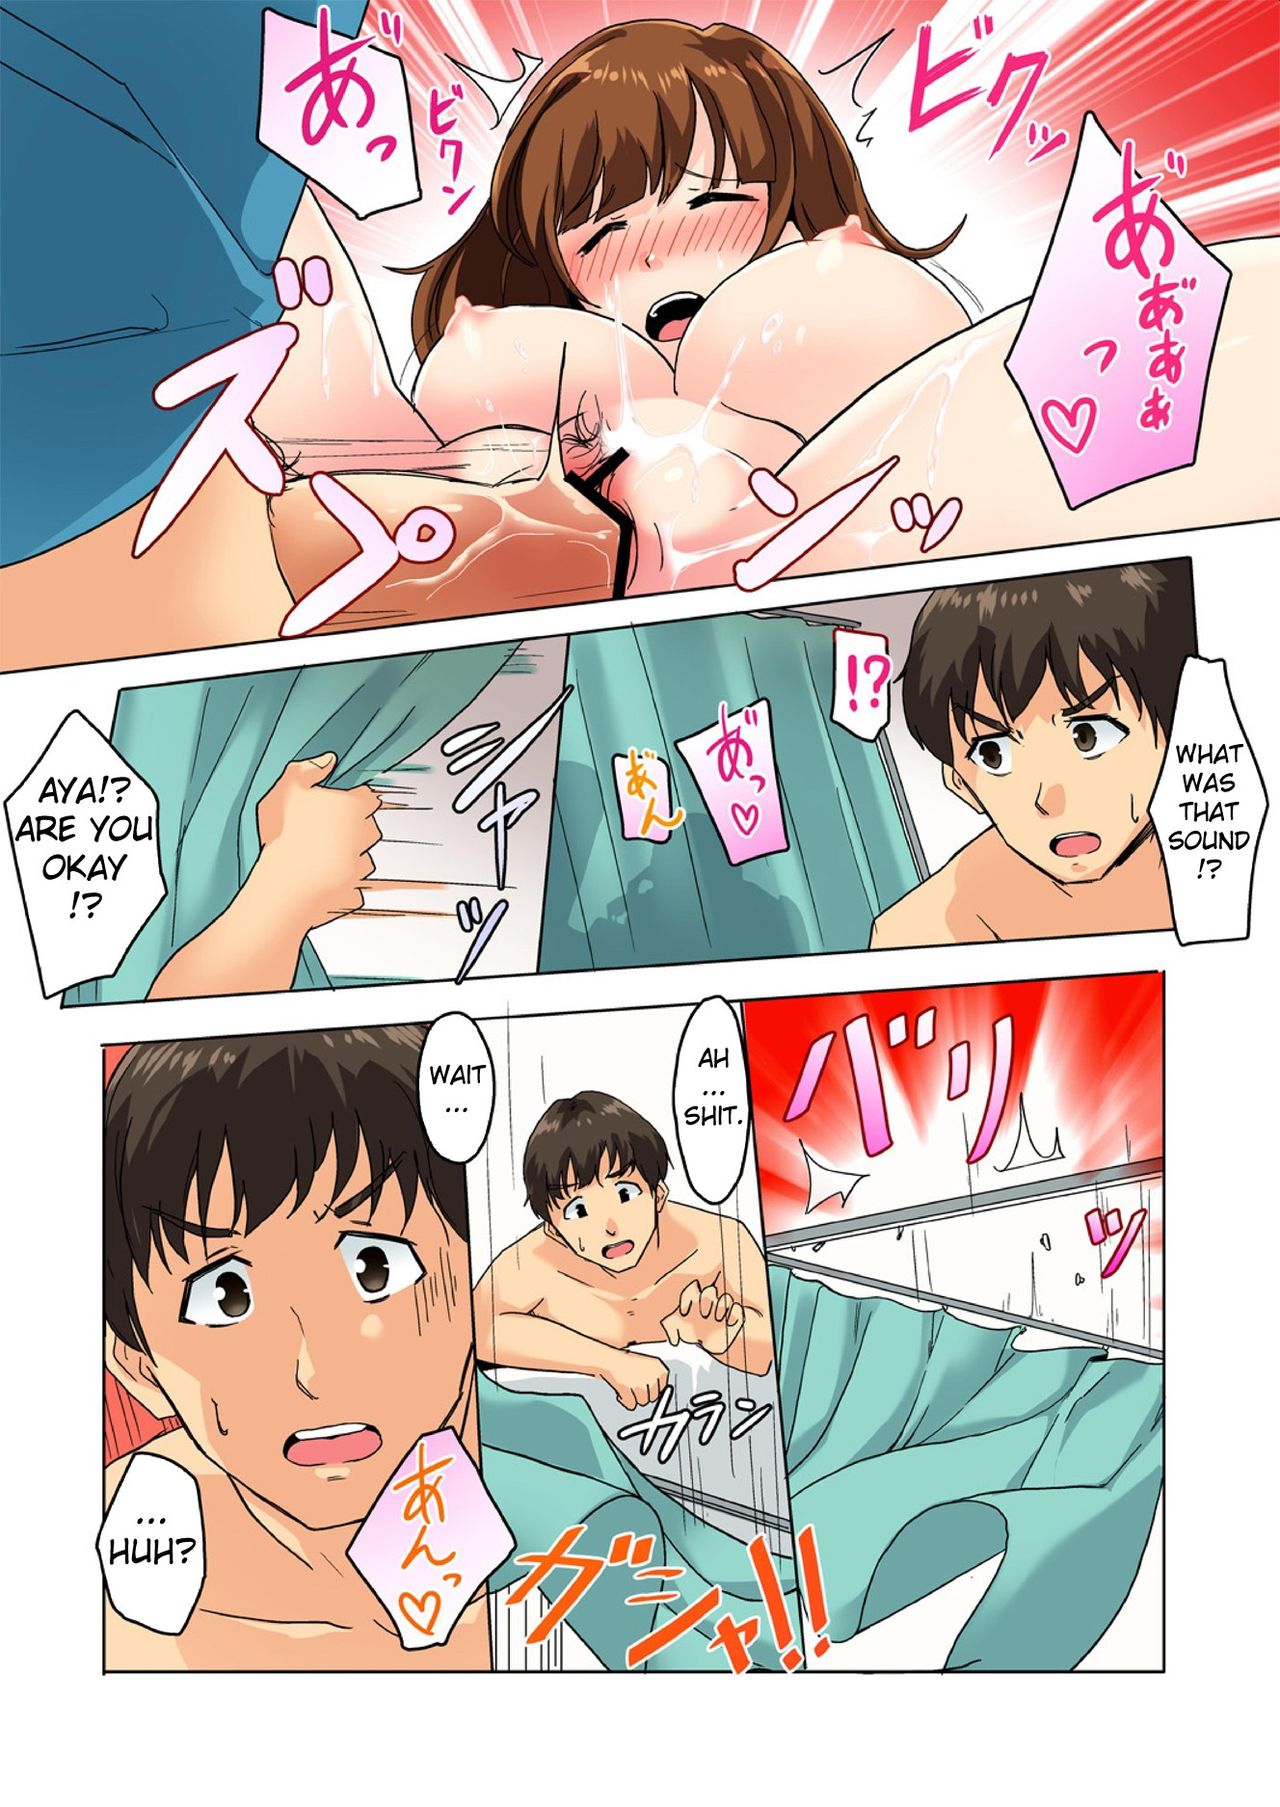 ビクッ
あ゛あ゛ぁぁ
っ♡
あ゛
っ
ビクン
ズ
ズプンッ
WHAT
WAS
THAT
SOUND
!?
!?
あ゛っ♡
あ゛ん
シャッ
AYA!?
ARE YOU
OKAY
!?
バリッ
AH
...
SHIT.
カラン
ガシャ!!
WAIT
...
あんっ♡
...
HUH?